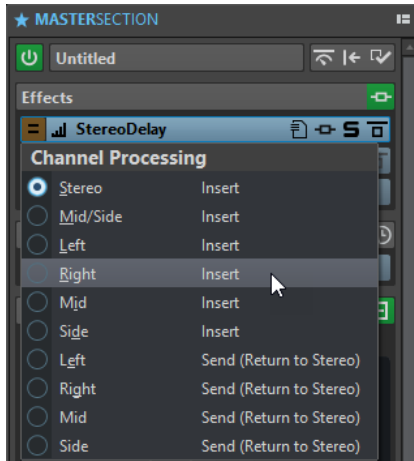 MASTERSECTION
Untitled
Effects
StereoDelay S
Channel Processing
Stereo Insert
Mid/Side Insert
Left Insert
Right Insert
Mid Insert
Side Insert
Left Send (Return to Stereo)
Right Send (Return to Stereo)
Mid Send (Return to Stereo)
Side Send (Return to Stereo)